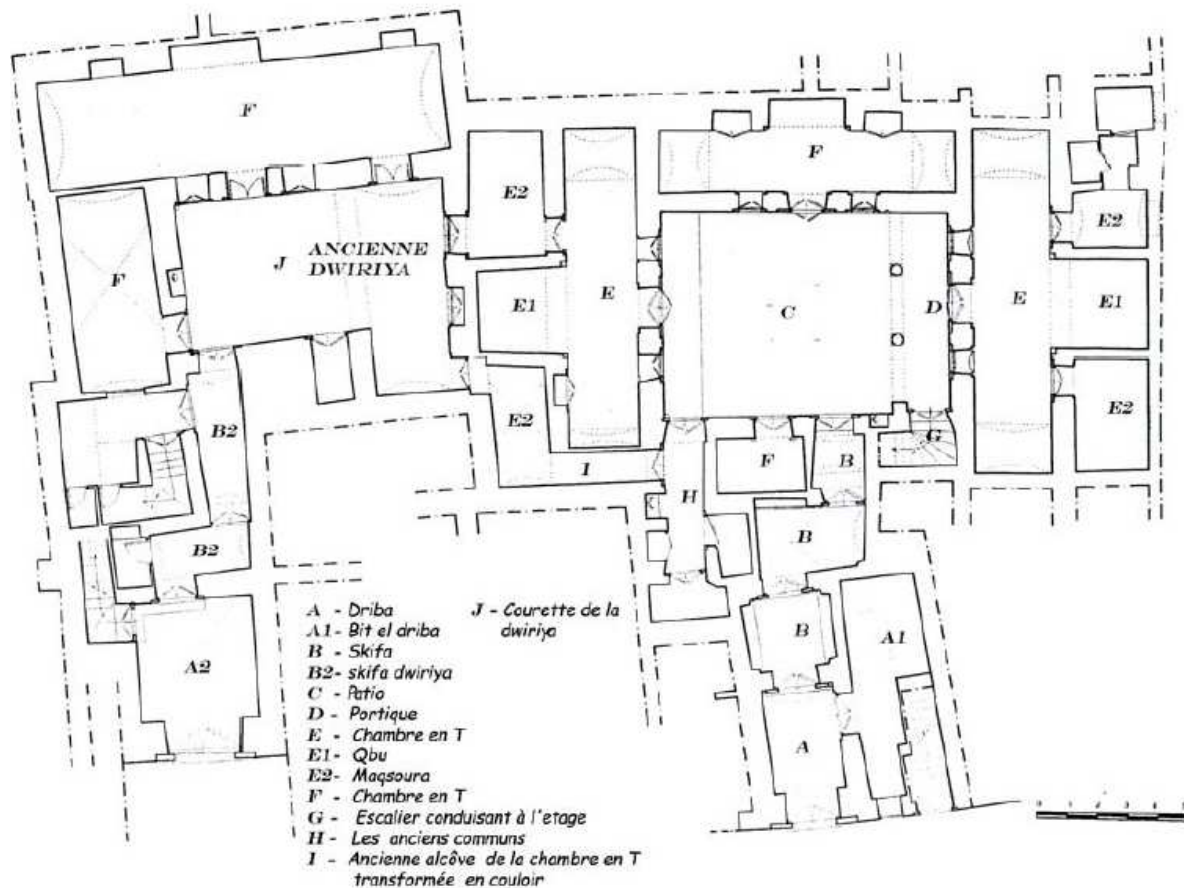 F
F
E2
E2
J ANCIENNE
DWIRIYA
F
E1
E
C
D
E
E1
B2
E2
E2
G
F
B
I
H
B2
B
A - Driba
A1- Bit el driba
B - Skifa
B2- skifa dwiriya
C - Patio
D - Portique
E - Chambre en T
E1- Qbu
E2- Maqsoura
F - Chambre en T
G - Escalier conduisant à l'etage
H - Les anciens communs
I - Ancienne alcôve de la chambre en T
transformée en couloir
J - Courette de la
dwiriya
A2
B
A1
A